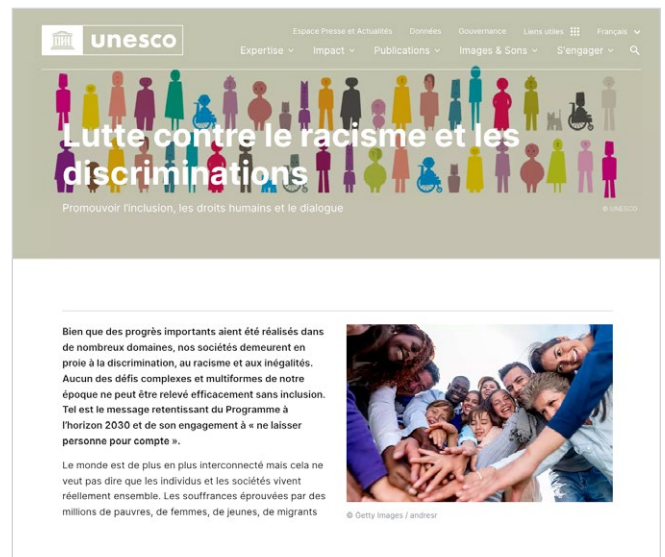 unesco
Espace Presse et Actualités Données Gouvernance Liens utiles Français
Expertise Impact Publications Images & Sons S'engager
Lutte contre le racisme et les
discriminations
Promouvoir l'inclusion, les droits humains et le dialogue
© UNESCO
Bien que des progrès importants aient été réalisés dans
de nombreux domaines, nos sociétés demeurent en
proie à la discrimination, au racisme et aux inégalités.
Aucun des défis complexes et multiformes de notre
époque ne peut être relevé efficacement sans inclusion.
Tel est le message retentissant du Programme à
l'horizon 2030 et de son engagement à « ne laisser
personne pour compte ».
Le monde est de plus en plus interconnecté mais cela ne
veut pas dire que les individus et les sociétés vivent
réellement ensemble. Les souffrances éprouvées par des
millions de pauvres, de femmes, de jeunes, de migrants
© Getty Images / andresr